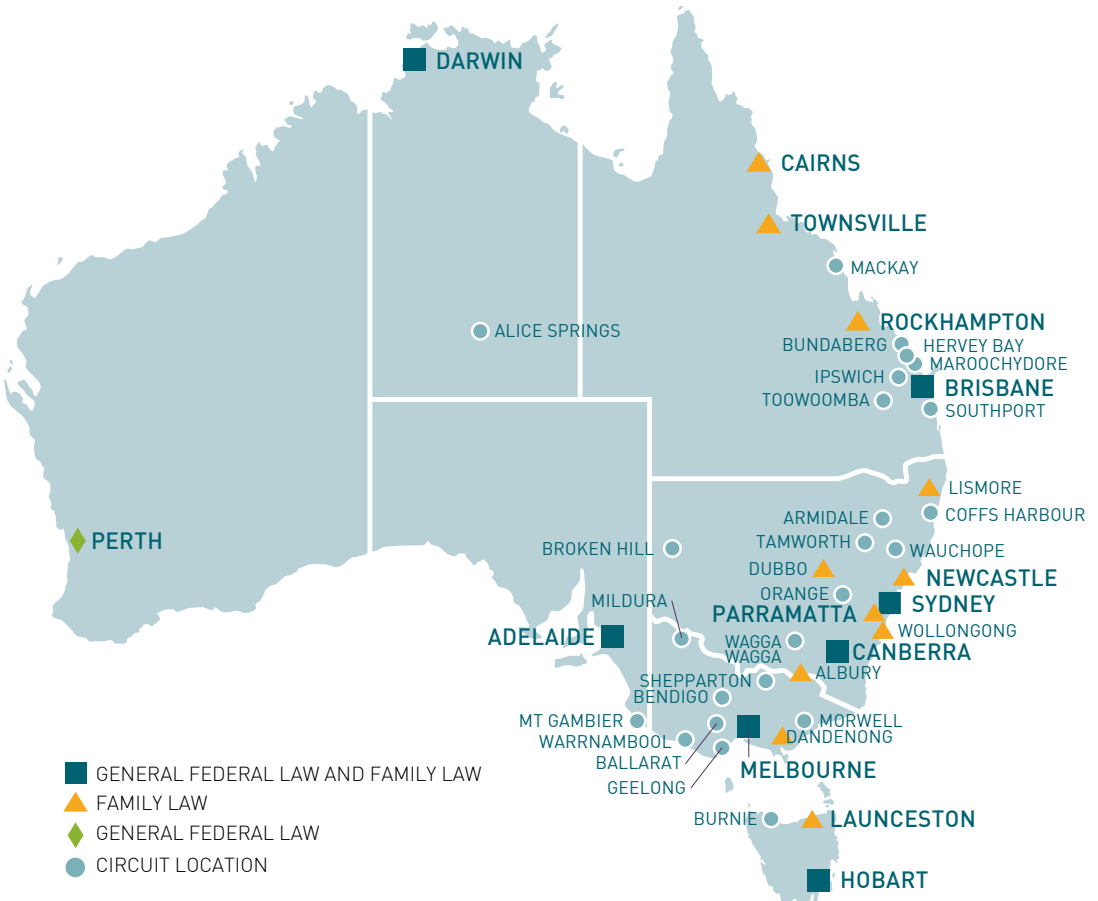 DARWIN
CAIRNS
TOWNSVILLE
MACKAY
ALICE SPRINGS
ROCKHAMPTON
BUNDABERG
HERVEY BAY
MAROOCHYDORE
IPSWICH
BRISBANE
TOOWOOMBA
SOUTHPORT
LISMORE
ARMIDALE
COFFS HARBOUR
PERTH
TAMWORTH
BROKEN HILL
WAUCHOPE
DUBBO
NEWCASTLE
ORANGE
MILDURA
SYDNEY
PARRAMATTA
WOLLONGONG
ADELAIDE
WAGGA
WAGGA
CANBERRA
ALBURY
SHEPPARTON
BENDIGO
MT GAMBIER
MORWELL
WARRNAMBOOL
DANDENONG
BALLARAT
MELBOURNE
GEELONG
GENERAL FEDERAL LAW AND FAMILY LAW
FAMILY LAW
GENERAL FEDERAL LAW
CIRCUIT LOCATION
BURNIE
LAUNCESTON
HOBART